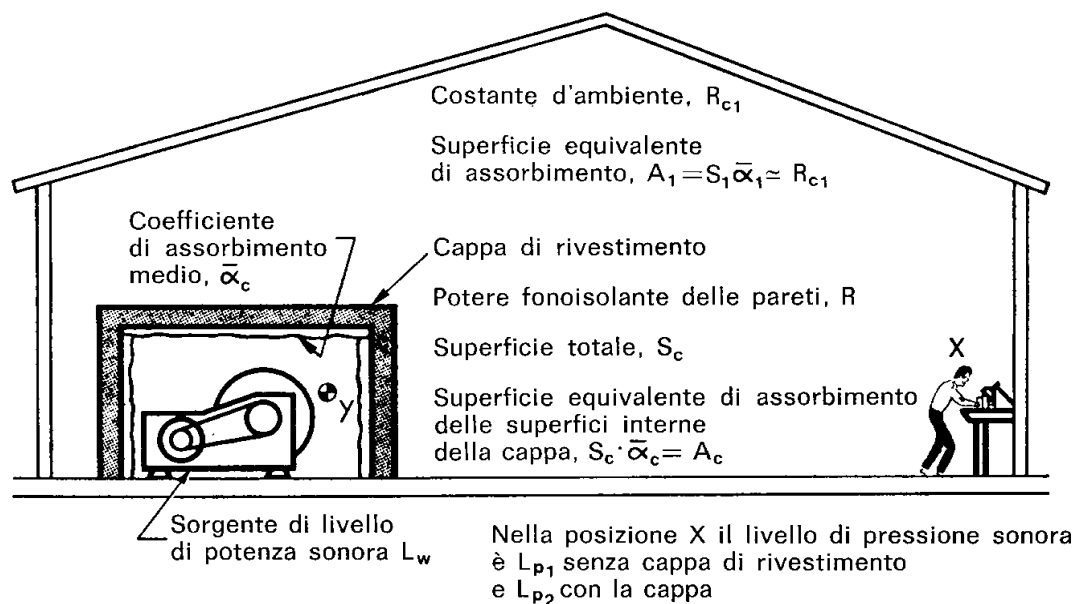 Costante d'ambiente, R_c1
Superficie equivalente
di assorbimento, A₁=S₁ᾱ₁≃ R_c1
Coefficiente
di assorbimento
medio, ᾱ_c
Cappa di rivestimento
Potere fonoisolante delle pareti, R
Superficie totale, S_c
Superficie equivalente di assorbimento
delle superfici interne
della cappa, S_c·ᾱ_c= A_c
y
X
Sorgente di livello
di potenza sonora L_w
Nella posizione X il livello di pressione sonora
è L_p₁ senza cappa di rivestimento
e L_p₂ con la cappa